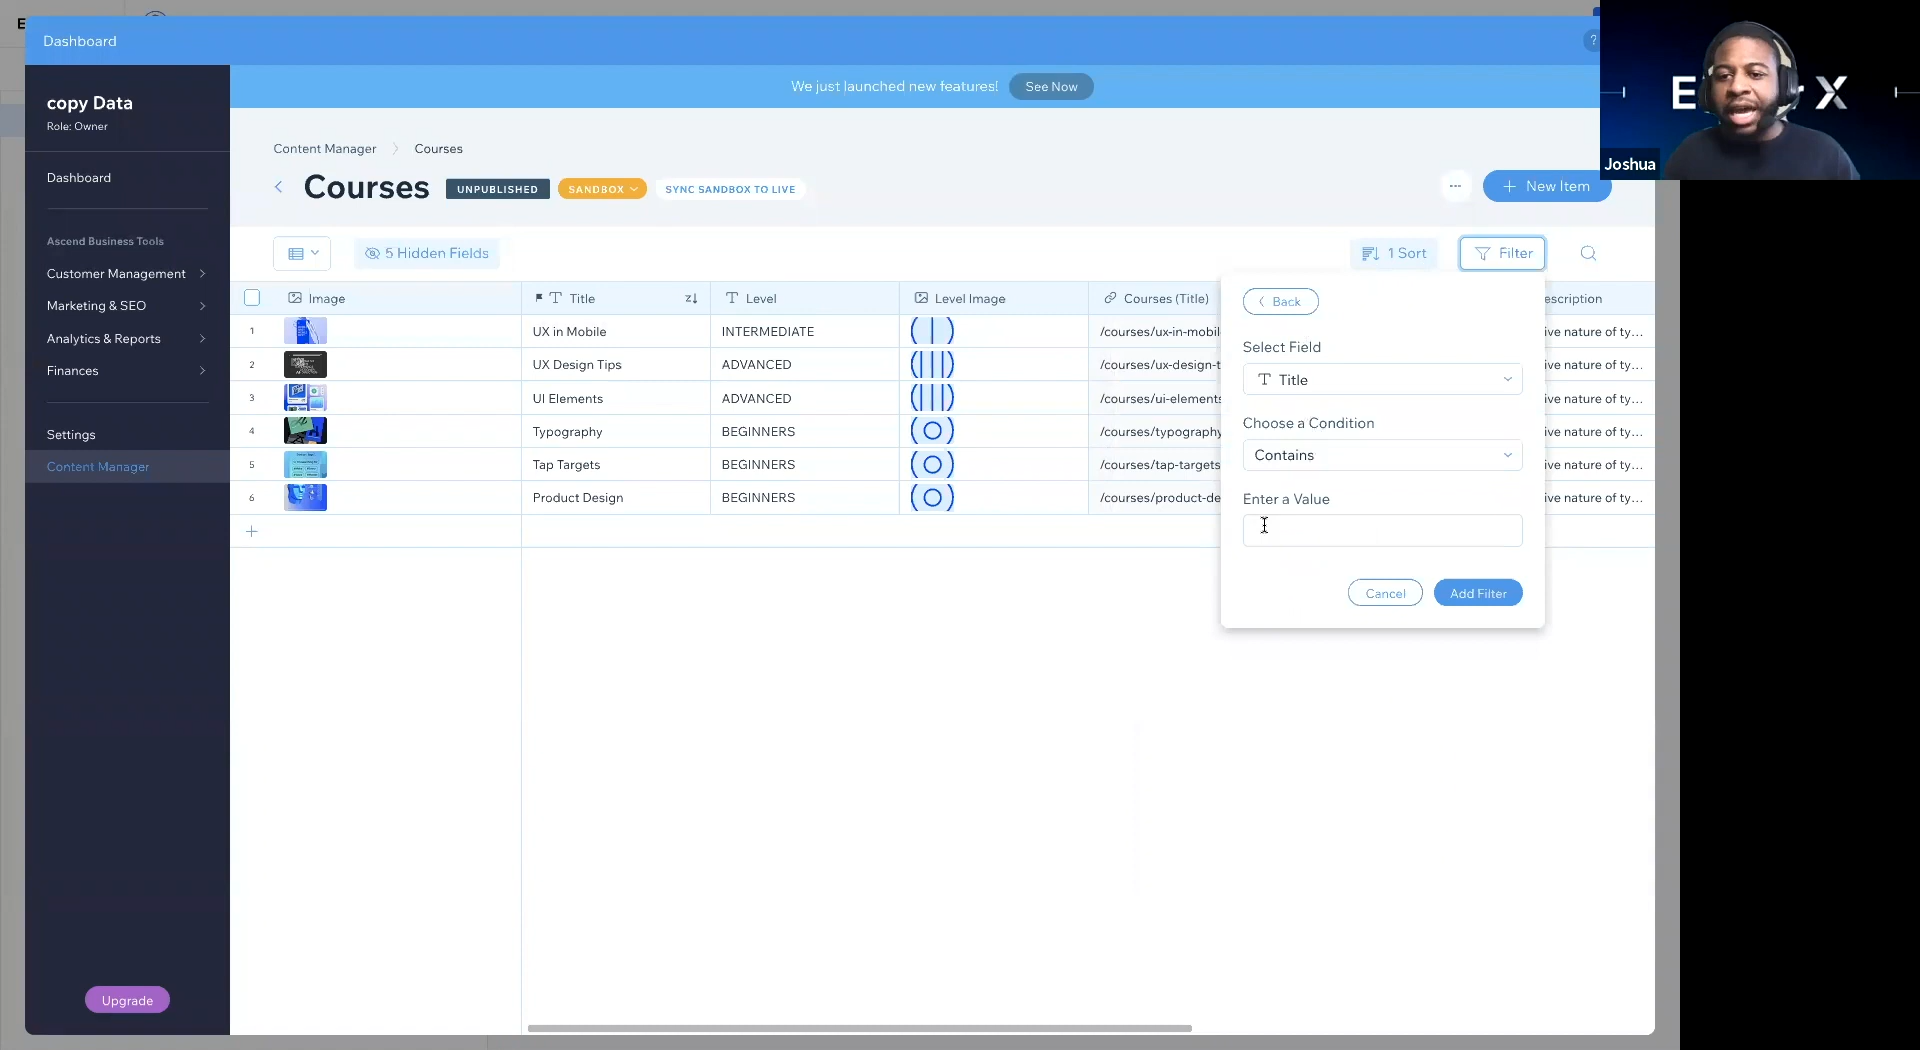 E
Dashboard
?
copy Data
Role: Owner
Dashboard
Ascend Business Tools
Customer Management
Marketing & SEO
Analytics & Reports
Finances
Settings
Content Manager
Upgrade
We just launched new features!
See Now
Content Manager
Courses
Courses
UNPUBLISHED
SANDBOX
SYNC SANDBOX TO LIVE
... 
+ New Item
5 Hidden Fields
1 Sort
Filter
Image
Title
Level
Level Image
Courses (Title)
escription
1
UX in Mobile
INTERMEDIATE
/courses/ux-in-mobil
ive nature of ty...
2
UX Design Tips
ADVANCED
/courses/ux-design-t
ive nature of ty...
3
UI Elements
ADVANCED
/courses/ui-elements
ive nature of ty...
4
Typography
BEGINNERS
/courses/typography
ive nature of ty...
5
Tap Targets
BEGINNERS
/courses/tap-targets
ive nature of ty...
6
Product Design
BEGINNERS
/courses/product-de
ive nature of ty...
+
Back
Select Field
Title
Choose a Condition
Contains
Enter a Value
Cancel
Add Filter
E
X
Joshua